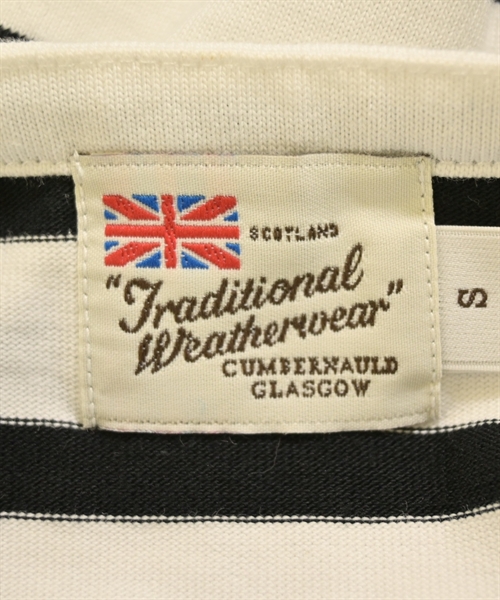 SCOTLAND
"Traditional
Weatherwear"
CUMBERNAULD
GLASGOW
S